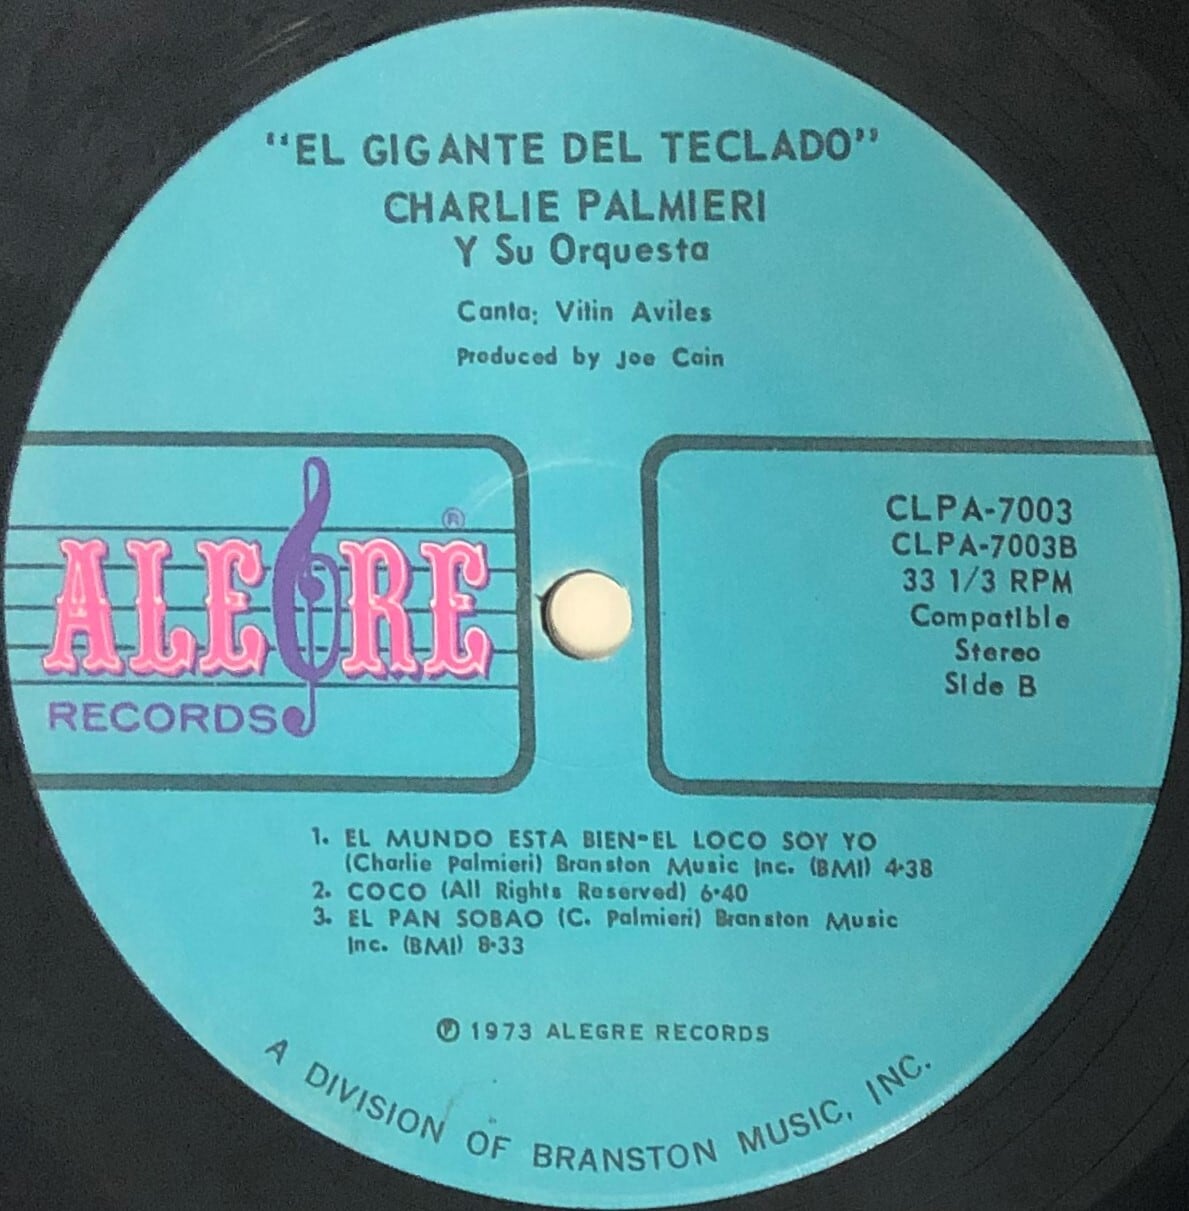 "EL GIGANTE DEL TECLADO"
CHARLIE PALMIERI
Y Su Orquesta
Canta: Vitin Aviles
Produced by Joe Cain
ALEGRE ®
RECORDS
CLPA-7003
CLPA-7003B
33 1/3 RPM
Compatible
Stereo
Side B
1. EL MUNDO ESTA BIEN-EL LOCO SOY YO
(Charlie Palmieri) Branston Music Inc. (BMI) 4:38
2. COCO (All Rights Reserved) 6:40
3. EL PAN SOBAO (C. Palmieri) Branston Music
Inc. (BMI) 8:33
℗ 1973 ALEGRE RECORDS
A DIVISION OF BRANSTON MUSIC, INC.